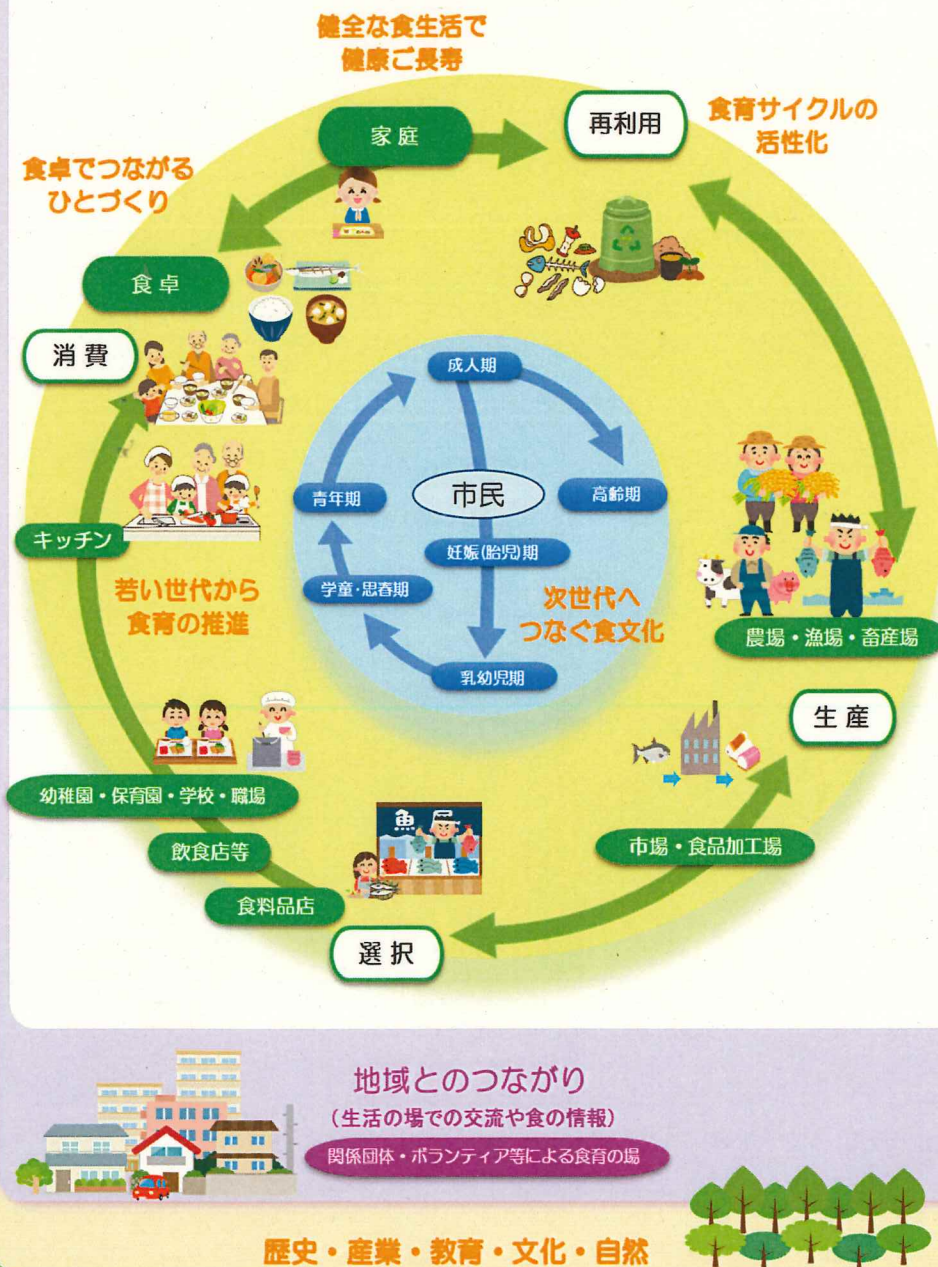 健全な食生活で
健康ご長寿
家庭
再利用
食育サイクルの
活性化
食卓でつながる
ひとづくり
食卓
消費
成人期
青年期
市民
高齢期
キッチン
妊娠(胎児)期
若い世代から
食育の推進
学童・思春期
次世代へ
つなぐ食文化
乳幼児期
農場・漁場・畜産場
生産
幼稚園・保育園・学校・職場
魚
飲食店等
市場・食品加工場
食料品店
選択
地域とのつながり
(生活の場での交流や食の情報)
関係団体・ボランティア等による食育の場
歴史・産業・教育・文化・自然